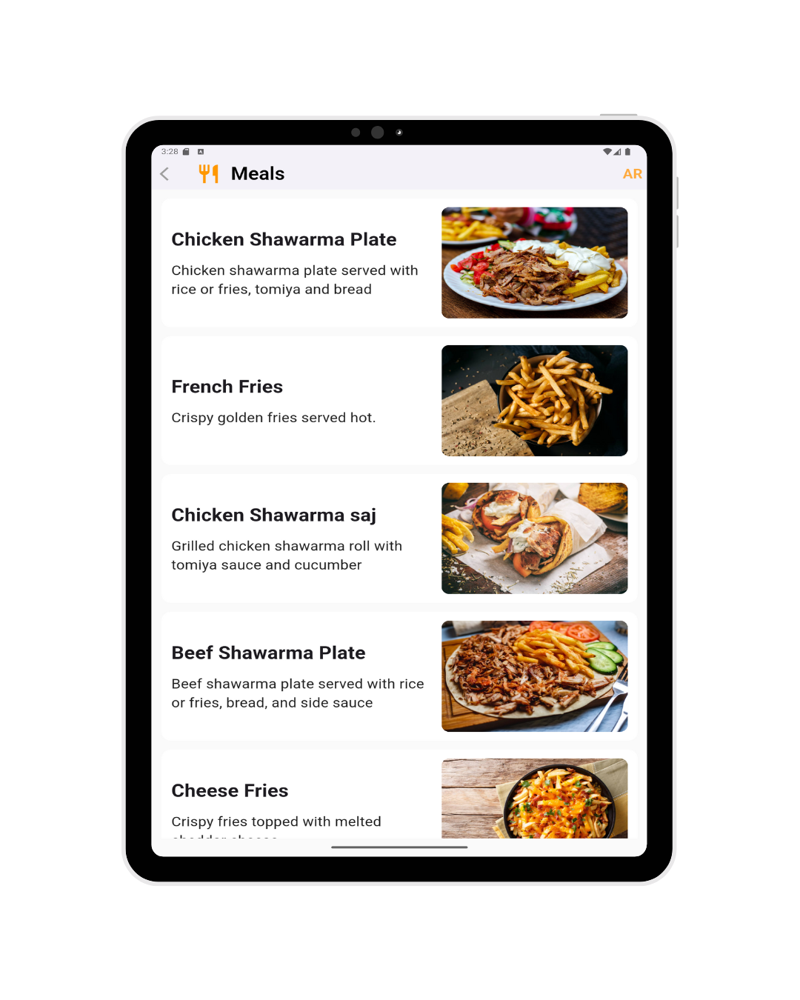 3:28
Meals
AR
Chicken Shawarma Plate
Chicken shawarma plate served with
rice or fries, tomiya and bread
French Fries
Crispy golden fries served hot.
Chicken Shawarma saj
Grilled chicken shawarma roll with
tomiya sauce and cucumber
Beef Shawarma Plate
Beef shawarma plate served with rice
or fries, bread, and side sauce
Cheese Fries
Crispy fries topped with melted
cheddar cheese